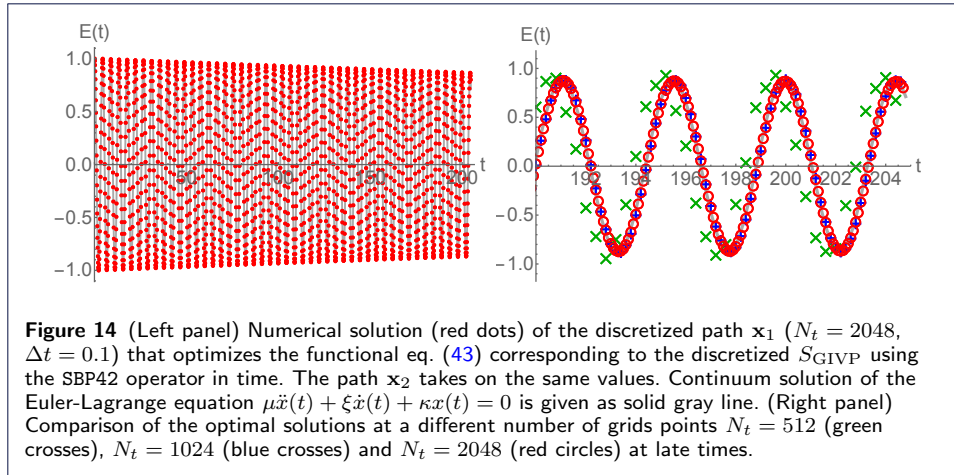 E(t)
1.0
0.5
0.0
−0.5
−1.0
50
100
150
200
t
E(t)
1.0
0.5
0.0
−0.5
−1.0
190
194
196
198
200
202
204
t
Figure 14 (Left panel) Numerical solution (red dots) of the discretized path x₁ (Nₜ = 2048,
Δt = 0.1) that optimizes the functional eq. (43) corresponding to the discretized S_GIVP using
the SBP42 operator in time. The path x₂ takes on the same values. Continuum solution of the
Euler-Lagrange equation μẍ(t) + ξẋ(t) + κx(t) = 0 is given as solid gray line. (Right panel)
Comparison of the optimal solutions at a different number of grids points Nₜ = 512 (green
crosses), Nₜ = 1024 (blue crosses) and Nₜ = 2048 (red circles) at late times.